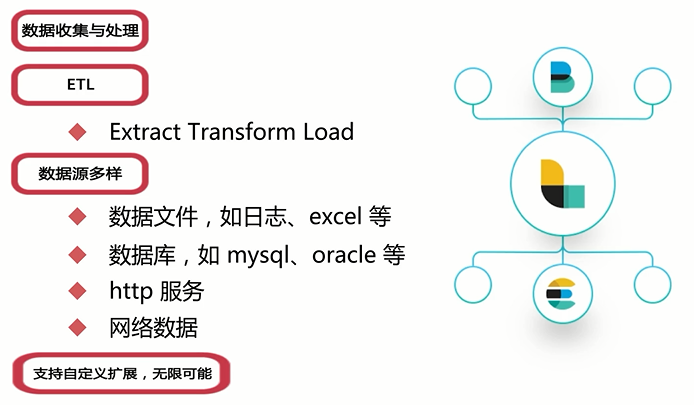 数据收集与处理
ETL
Extract Transform Load
数据源多样
数据文件，如日志、excel 等
数据库，如 mysql、oracle 等
http 服务
网络数据
支持自定义扩展，无限可能